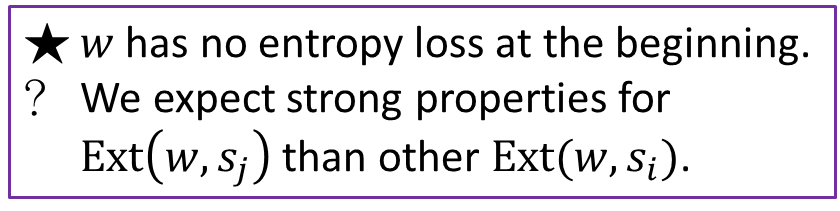 ★ w has no entropy loss at the beginning.
? We expect strong properties for
Ext(w, s_j) than other Ext(w, s_i).